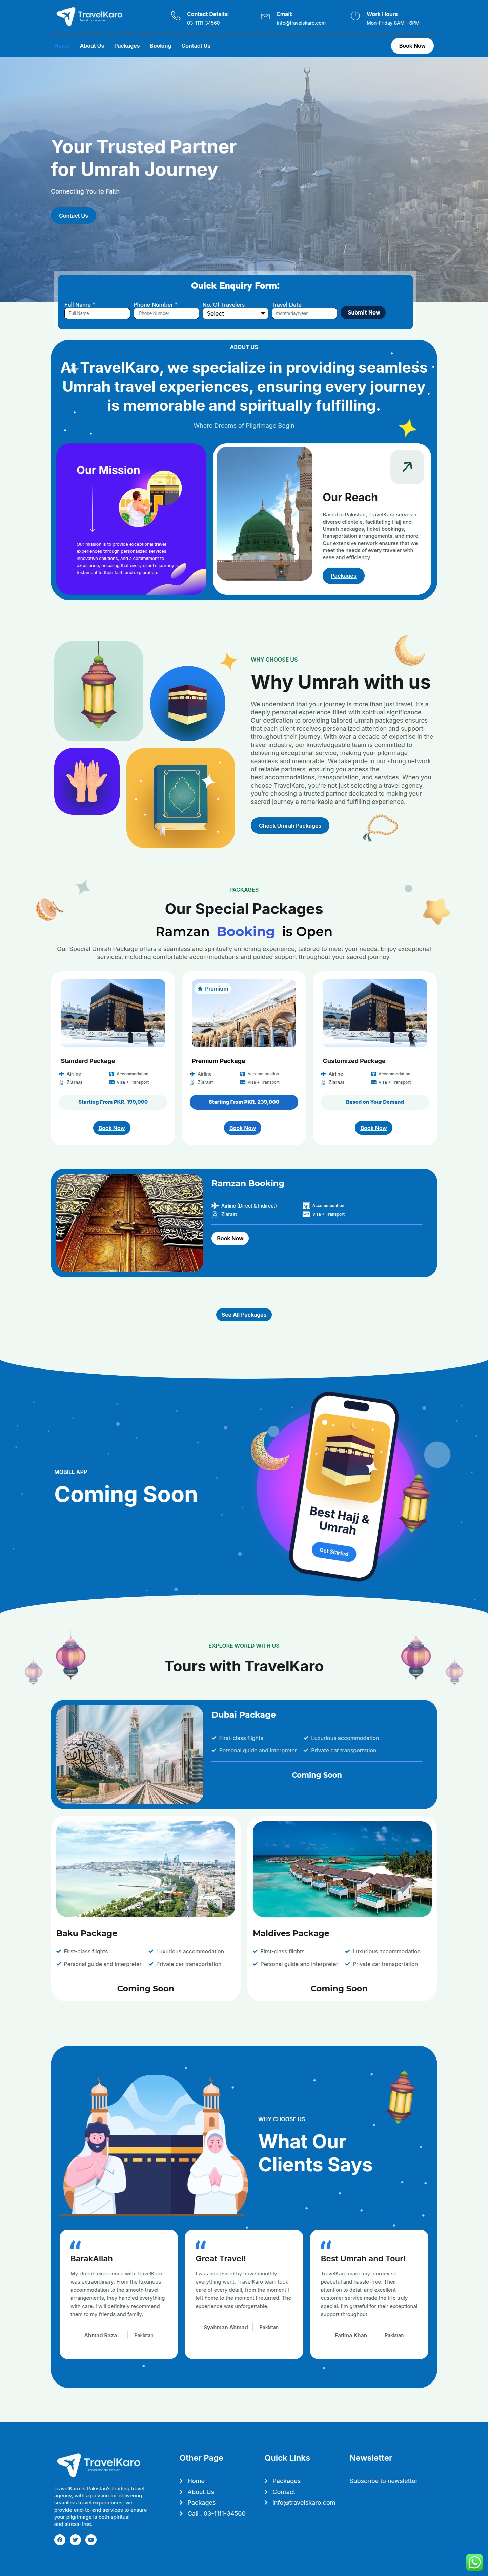 TravelKaro
Travel made easier
Contact Details:
03-1111-34560
Email:
info@travelskaro.com
Work Hours
Mon-Friday 8AM - 8PM
Home
About Us
Packages
Booking
Contact Us
Book Now
Your Trusted Partner
for Umrah Journey
Connecting You to Faith
Contact Us
Quick Enquiry Form:
Full Name *
Phone Number *
No. Of Travelers
Travel Date
Full Name
Phone Number
Select
month/day/year
Submit Now
ABOUT US
At TravelKaro, we specialize in providing seamless
Umrah travel experiences, ensuring every journey
is memorable and spiritually fulfilling.
Where Dreams of Pilgrimage Begin
Our Mission
Our mission is to provide exceptional travel
experiences through personalized services,
innovative solutions, and a commitment to
excellence, ensuring that every client's journey is a
testament to their faith and exploration.
Our Reach
Based in Pakistan, TravelKaro serves a
diverse clientele, facilitating Hajj and
Umrah packages, ticket bookings,
transportation arrangements, and more.
Our extensive network ensures that we
meet the needs of every traveler with
ease and efficiency.
Packages
WHY CHOOSE US
Why Umrah with us
We understand that your journey is more than just travel, it's a
deeply personal experience filled with spiritual significance.
Our dedication to providing tailored Umrah packages ensures
that each client receives personalized attention and support
throughout their journey. With over a decade of expertise in the
travel industry, our knowledgeable team is committed to
delivering exceptional service, making your pilgrimage
seamless and memorable. We take pride in our strong network
of reliable partners, ensuring you access the
best accommodations, transportation, and services. When you
choose TravelKaro, you're not just selecting a travel agency,
you're choosing a trusted partner dedicated to making your
sacred journey a remarkable and fulfilling experience.
Check Umrah Packages
PACKAGES
Our Special Packages
Ramzan Booking is Open
Our Special Umrah Package offers a seamless and spiritually enriching experience, tailored to meet your needs. Enjoy exceptional
services, including comfortable accommodations and guided support throughout your sacred journey.
Standard Package
Airline
Accommodation
Ziaraat
Visa + Transport
Starting From PKR. 199,000
Book Now
Premium
Premium Package
Airline
Accommodation
Ziaraat
Visa + Transport
Starting From PKR. 239,000
Book Now
Customized Package
Airline
Accommodation
Ziaraat
Visa + Transport
Based on Your Demand
Book Now
Ramzan Booking
Airline (Direct & Indirect)
Accommodation
Ziaraat
Visa + Transport
Book Now
See All Packages
MOBILE APP
Coming Soon
Best Hajj &
Umrah
Get Started
EXPLORE WORLD WITH US
Tours with TravelKaro
Dubai Package
First-class flights
Luxurious accommodation
Personal guide and interpreter
Private car transportation
Coming Soon
Baku Package
First-class flights
Luxurious accommodation
Personal guide and interpreter
Private car transportation
Coming Soon
Maldives Package
First-class flights
Luxurious accommodation
Personal guide and interpreter
Private car transportation
Coming Soon
WHY CHOOSE US
What Our
Clients Says
BarakAllah
My Umrah experience with TravelKaro
was extraordinary. From the luxurious
accommodation to the smooth travel
arrangements, they handled everything
with care. I will definitely recommend
them to my friends and family.
Ahmad Raza
Pakistan
Great Travel!
I was impressed by how smoothly
everything went. TravelKaro team took
care of every detail, from the moment I
left home to the moment I returned. The
experience was unforgettable.
Syahman Ahmad
Pakistan
Best Umrah and Tour!
TravelKaro made my journey so
peaceful and hassle-free. Their
attention to detail and excellent
customer service made the trip truly
special. I'm grateful for their exceptional
support throughout.
Fatima Khan
Pakistan
TravelKaro
Travel made easier
TravelKaro is Pakistan's leading travel
agency, with a passion for delivering
seamless travel experiences, we
provide end-to-end services to ensure
your pilgrimage is both spiritual
and stress-free.
Other Page
Home
About Us
Packages
Call : 03-1111-34560
Quick Links
Packages
Contact
info@travelskaro.com
Newsletter
Subscribe to newsletter